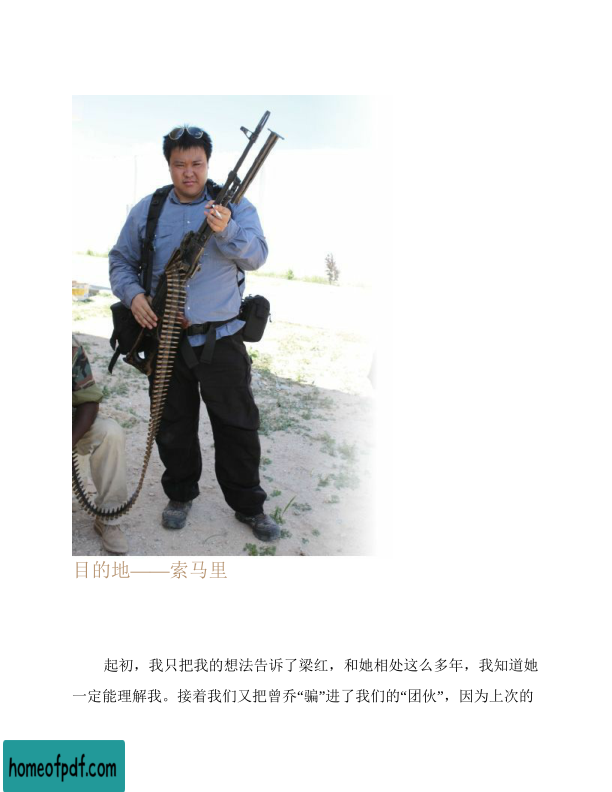 目的地——索马里
起初，我只把我的想法告诉了梁红，和她相处这么多年，我知道她
一定能理解我。接着我们又把曾乔“骗”进了我们的“团伙”，因为上次的
homeofpdf.com